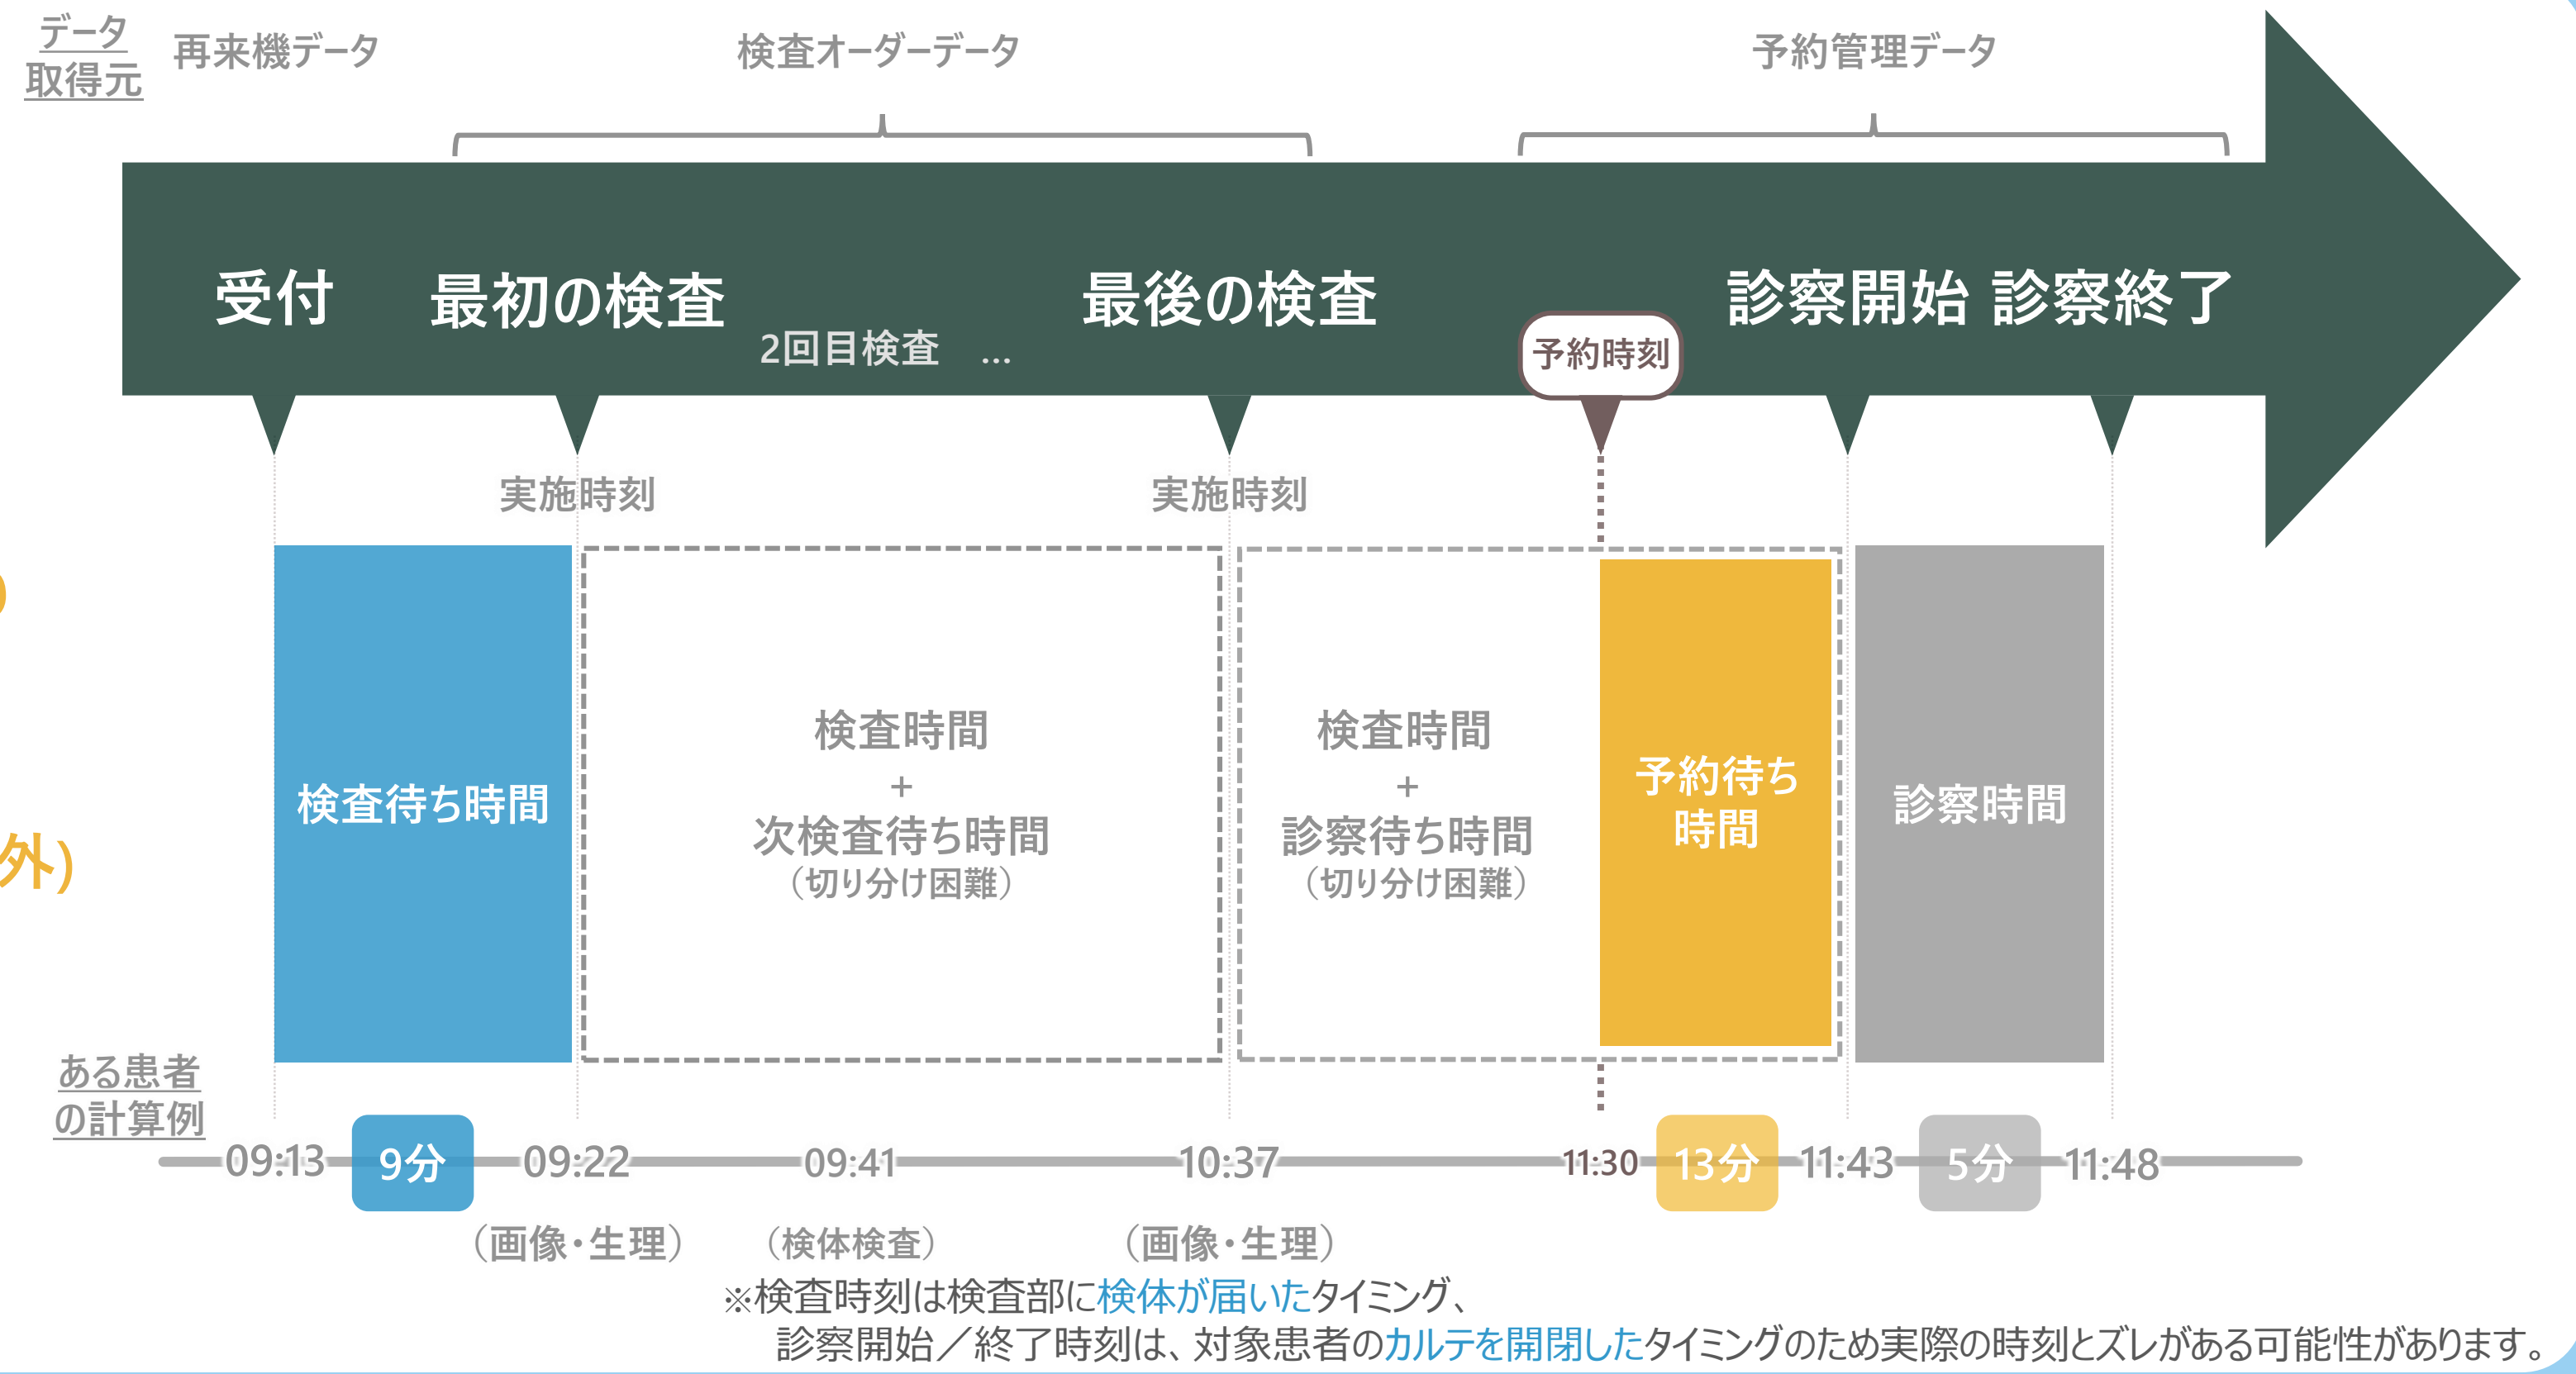 データ
取得元
再来機データ
検査オーダーデータ
予約管理データ
受付
最初の検査
2回目検査 …
最後の検査
予約時刻
診察開始
診察終了
実施時刻
実施時刻
検査待ち時間
検査時間
+
次検査待ち時間
（切り分け困難）
検査時間
+
診察待ち時間
（切り分け困難）
予約待ち
時間
診察時間
外)
ある患者
の計算例
09:13
9分
09:22
09:41
10:37
11:30
13分
11:43
5分
11:48
（画像・生理）
（検体検査）
（画像・生理）
※検査時刻は検査部に検体が届いたタイミング、
診察開始／終了時刻は、対象患者のカルテを開閉したタイミングのため実際の時刻とズレがある可能性があります。